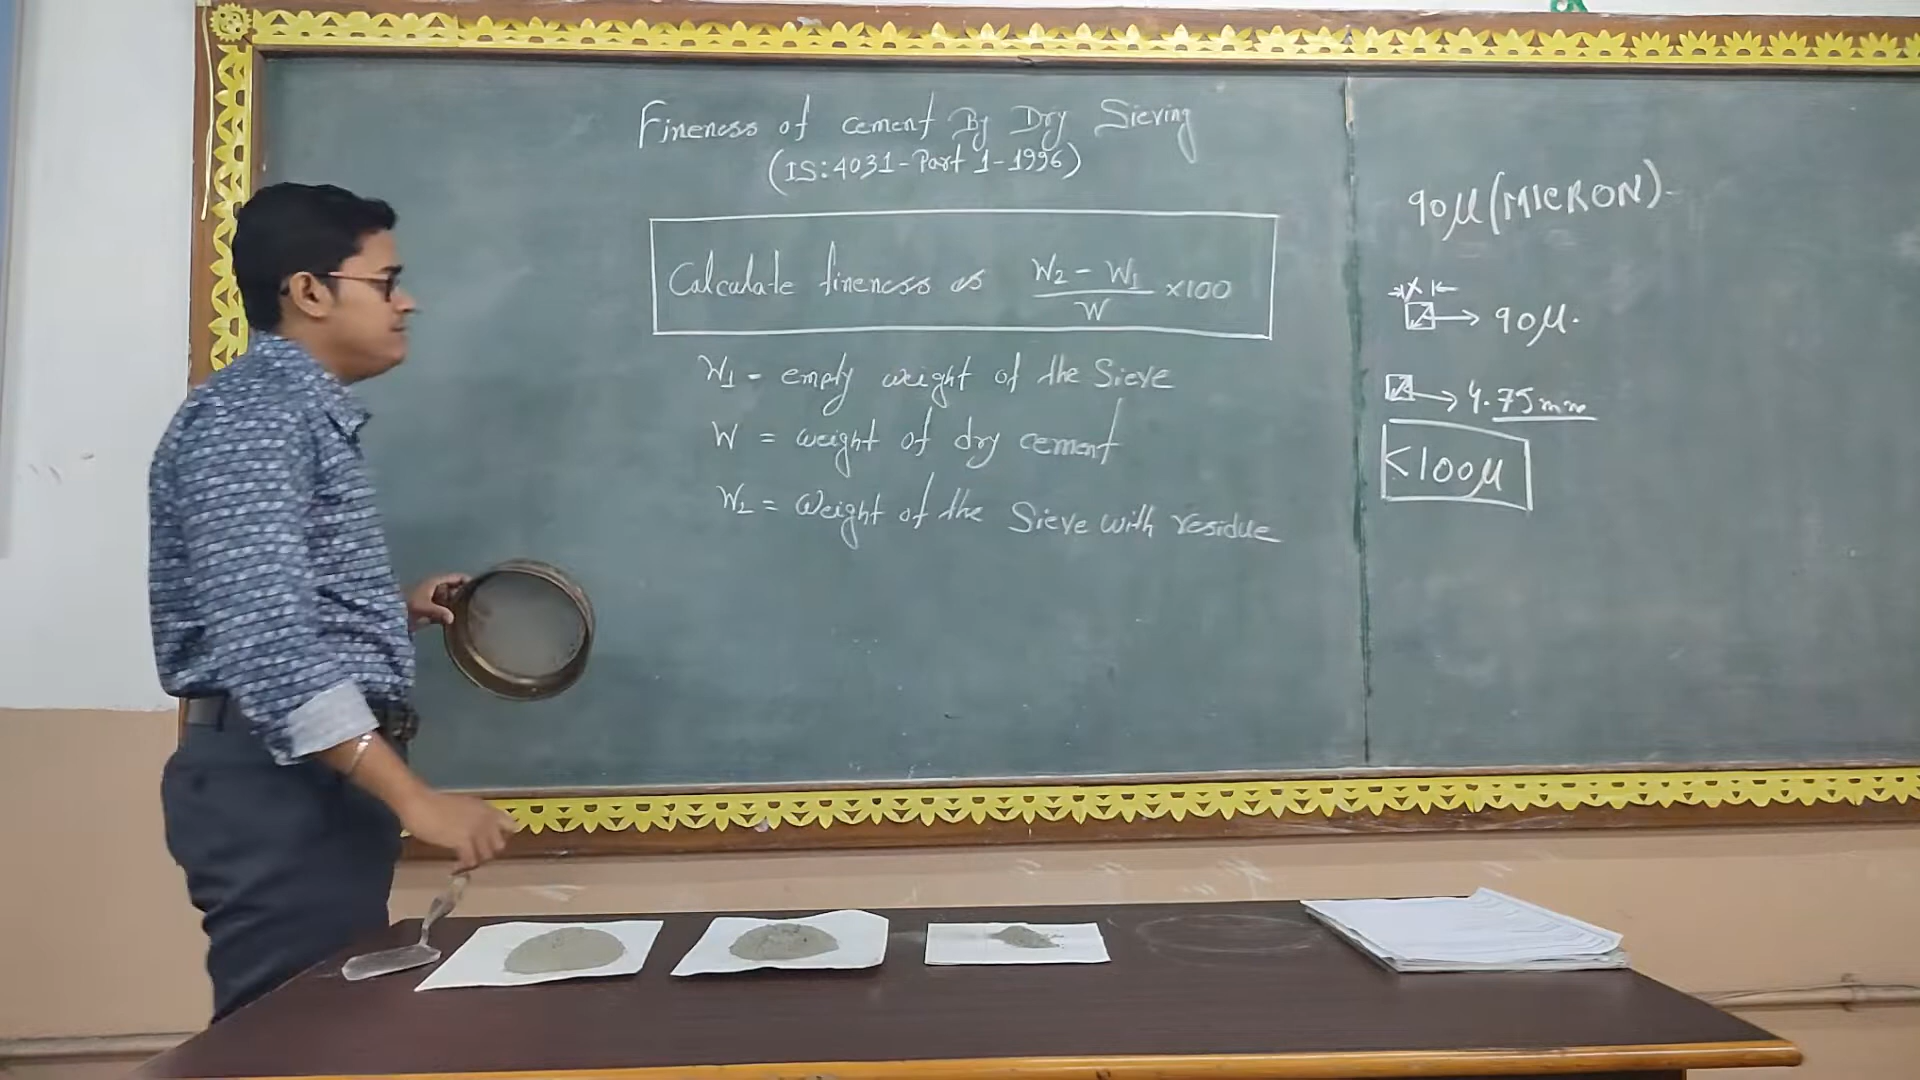 Fineness of cement By Dry Sieving
(IS:4031-Part 1-1996)
Calculate fineness as W2 - W1 / W ×100
W1 - empty weight of the Sieve
W = weight of dry cement
W2 = Weight of the Sieve with residue
90µ (MICRON)
x
90µ.
4.75mm
<100µ